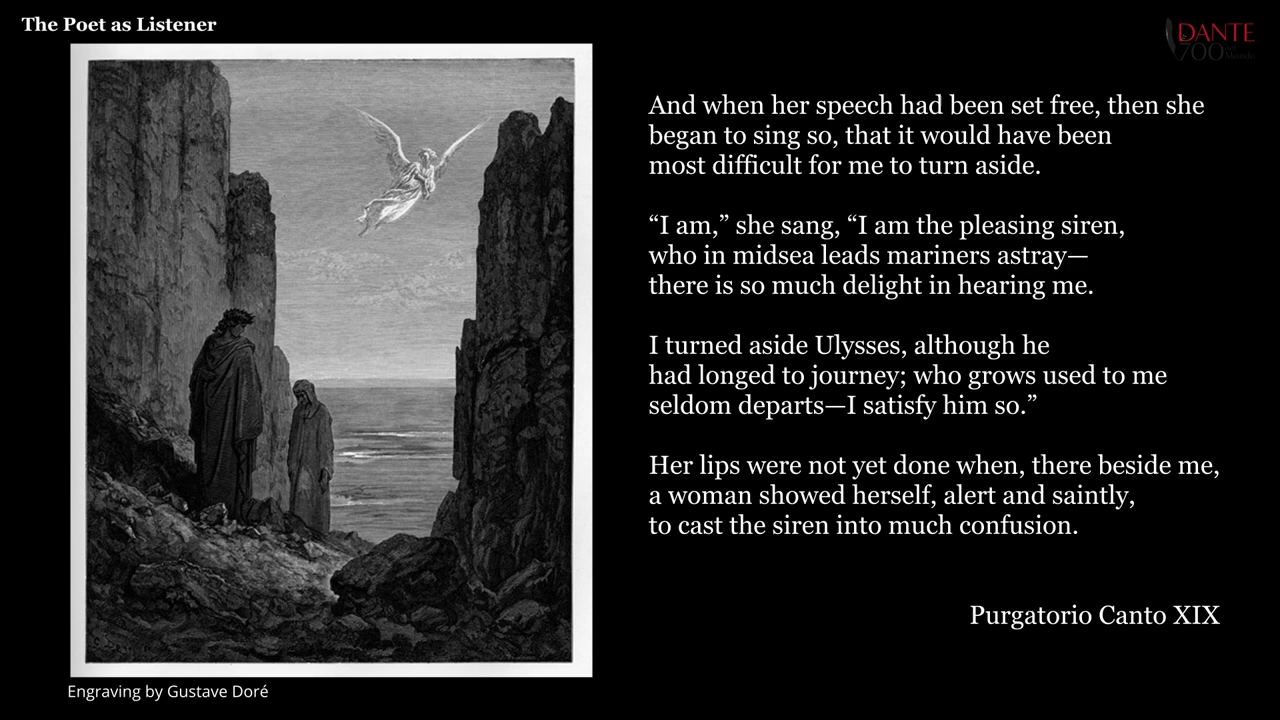 The Poet as Listener
DANTE
700
And when her speech had been set free, then she
began to sing so, that it would have been
most difficult for me to turn aside.
“I am,” she sang, “I am the pleasing siren,
who in midsea leads mariners astray—
there is so much delight in hearing me.
I turned aside Ulysses, although he
had longed to journey; who grows used to me
seldom departs—I satisfy him so.”
Her lips were not yet done when, there beside me,
a woman showed herself, alert and saintly,
to cast the siren into much confusion.
Purgatorio Canto XIX
Engraving by Gustave Doré